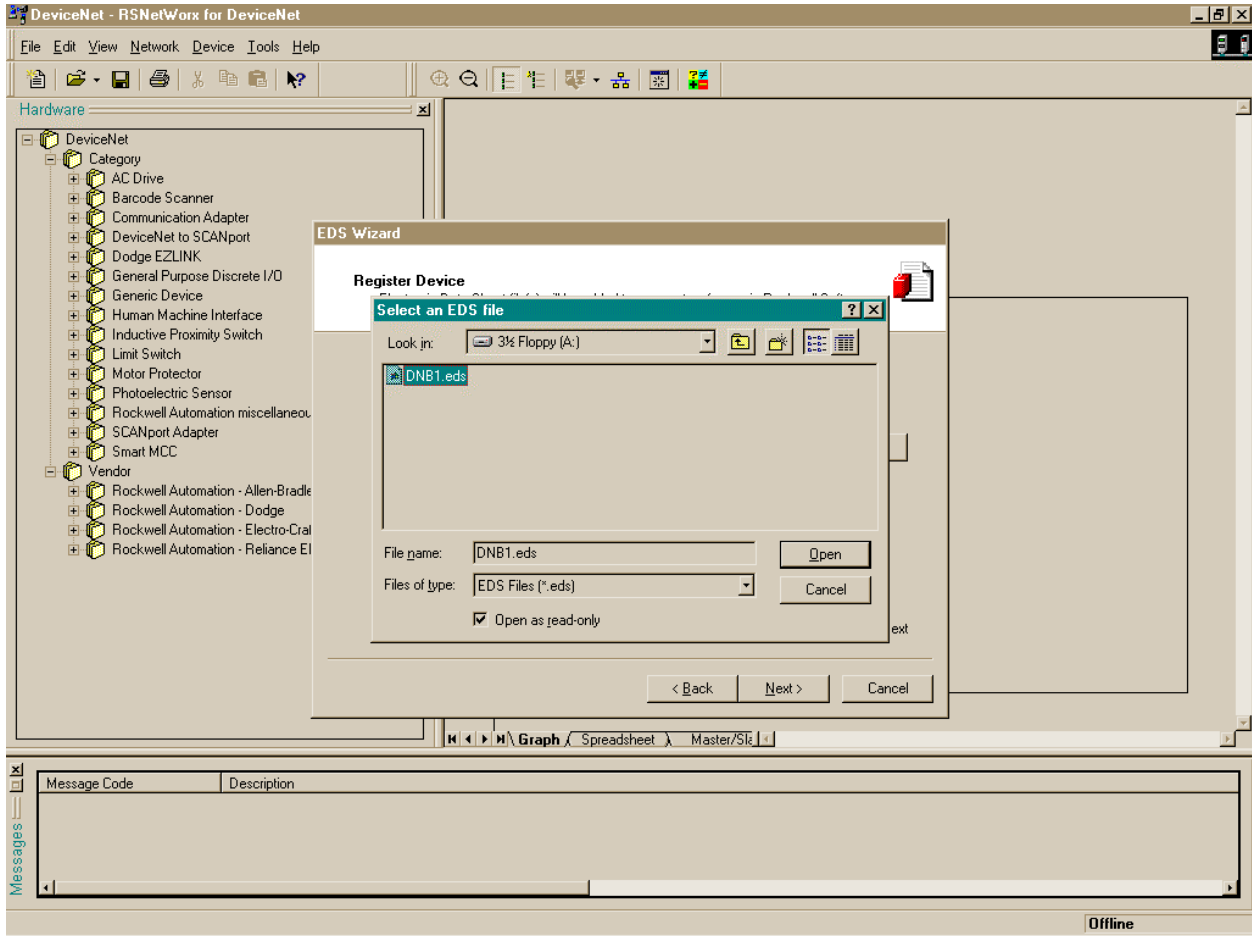 DeviceNet - RSNetWorx for DeviceNet
File Edit View Network Device Tools Help
Hardware
DeviceNet
Category
AC Drive
Barcode Scanner
Communication Adapter
DeviceNet to SCANport
Dodge EZLINK
General Purpose Discrete I/O
Generic Device
Human Machine Interface
Inductive Proximity Switch
Limit Switch
Motor Protector
Photoelectric Sensor
Rockwell Automation miscellaneou
SCANport Adapter
Smart MCC
Vendor
Rockwell Automation - Allen-Bradle
Rockwell Automation - Dodge
Rockwell Automation - Electro-Craf
Rockwell Automation - Reliance El
EDS Wizard
Register Device
Select an EDS file
Look in: 3½ Floppy (A:)
DNB1.eds
File name: DNB1.eds
Open
Files of type: EDS Files (*.eds)
Cancel
Open as read-only
ext
< Back Next > Cancel
Graph Spreadsheet Master/Sla
Messages
Message Code Description
Offline